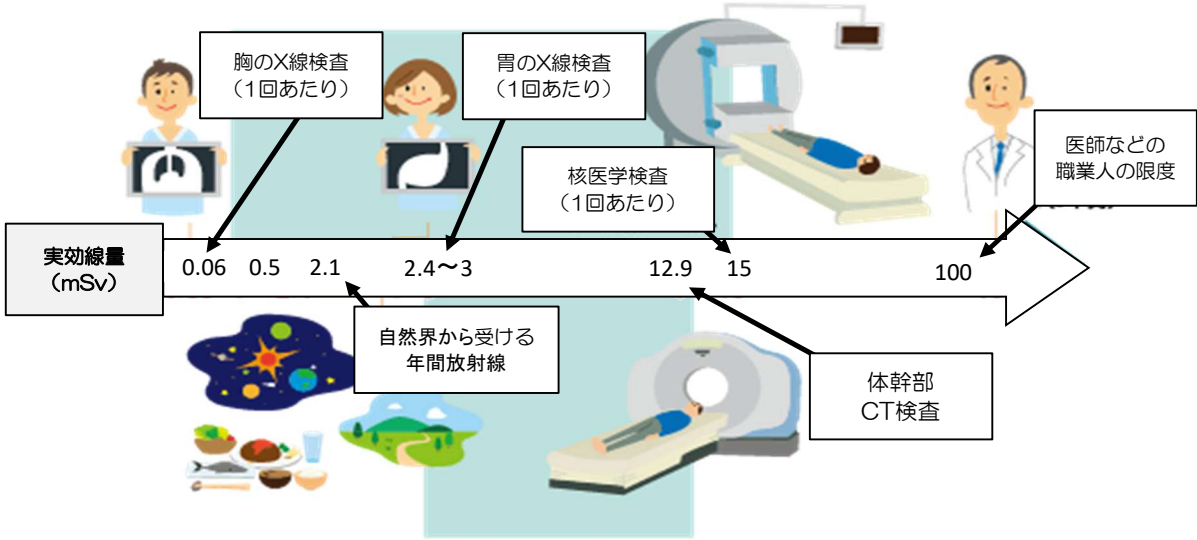 胸のX線検査
（1回あたり）
胃のX線検査
（1回あたり）
核医学検査
（1回あたり）
医師などの
職業人の限度
実効線量
（mSv）
0.06
0.5
2.1
2.4～3
12.9
15
100
自然界から受ける
年間放射線
体幹部
CT検査